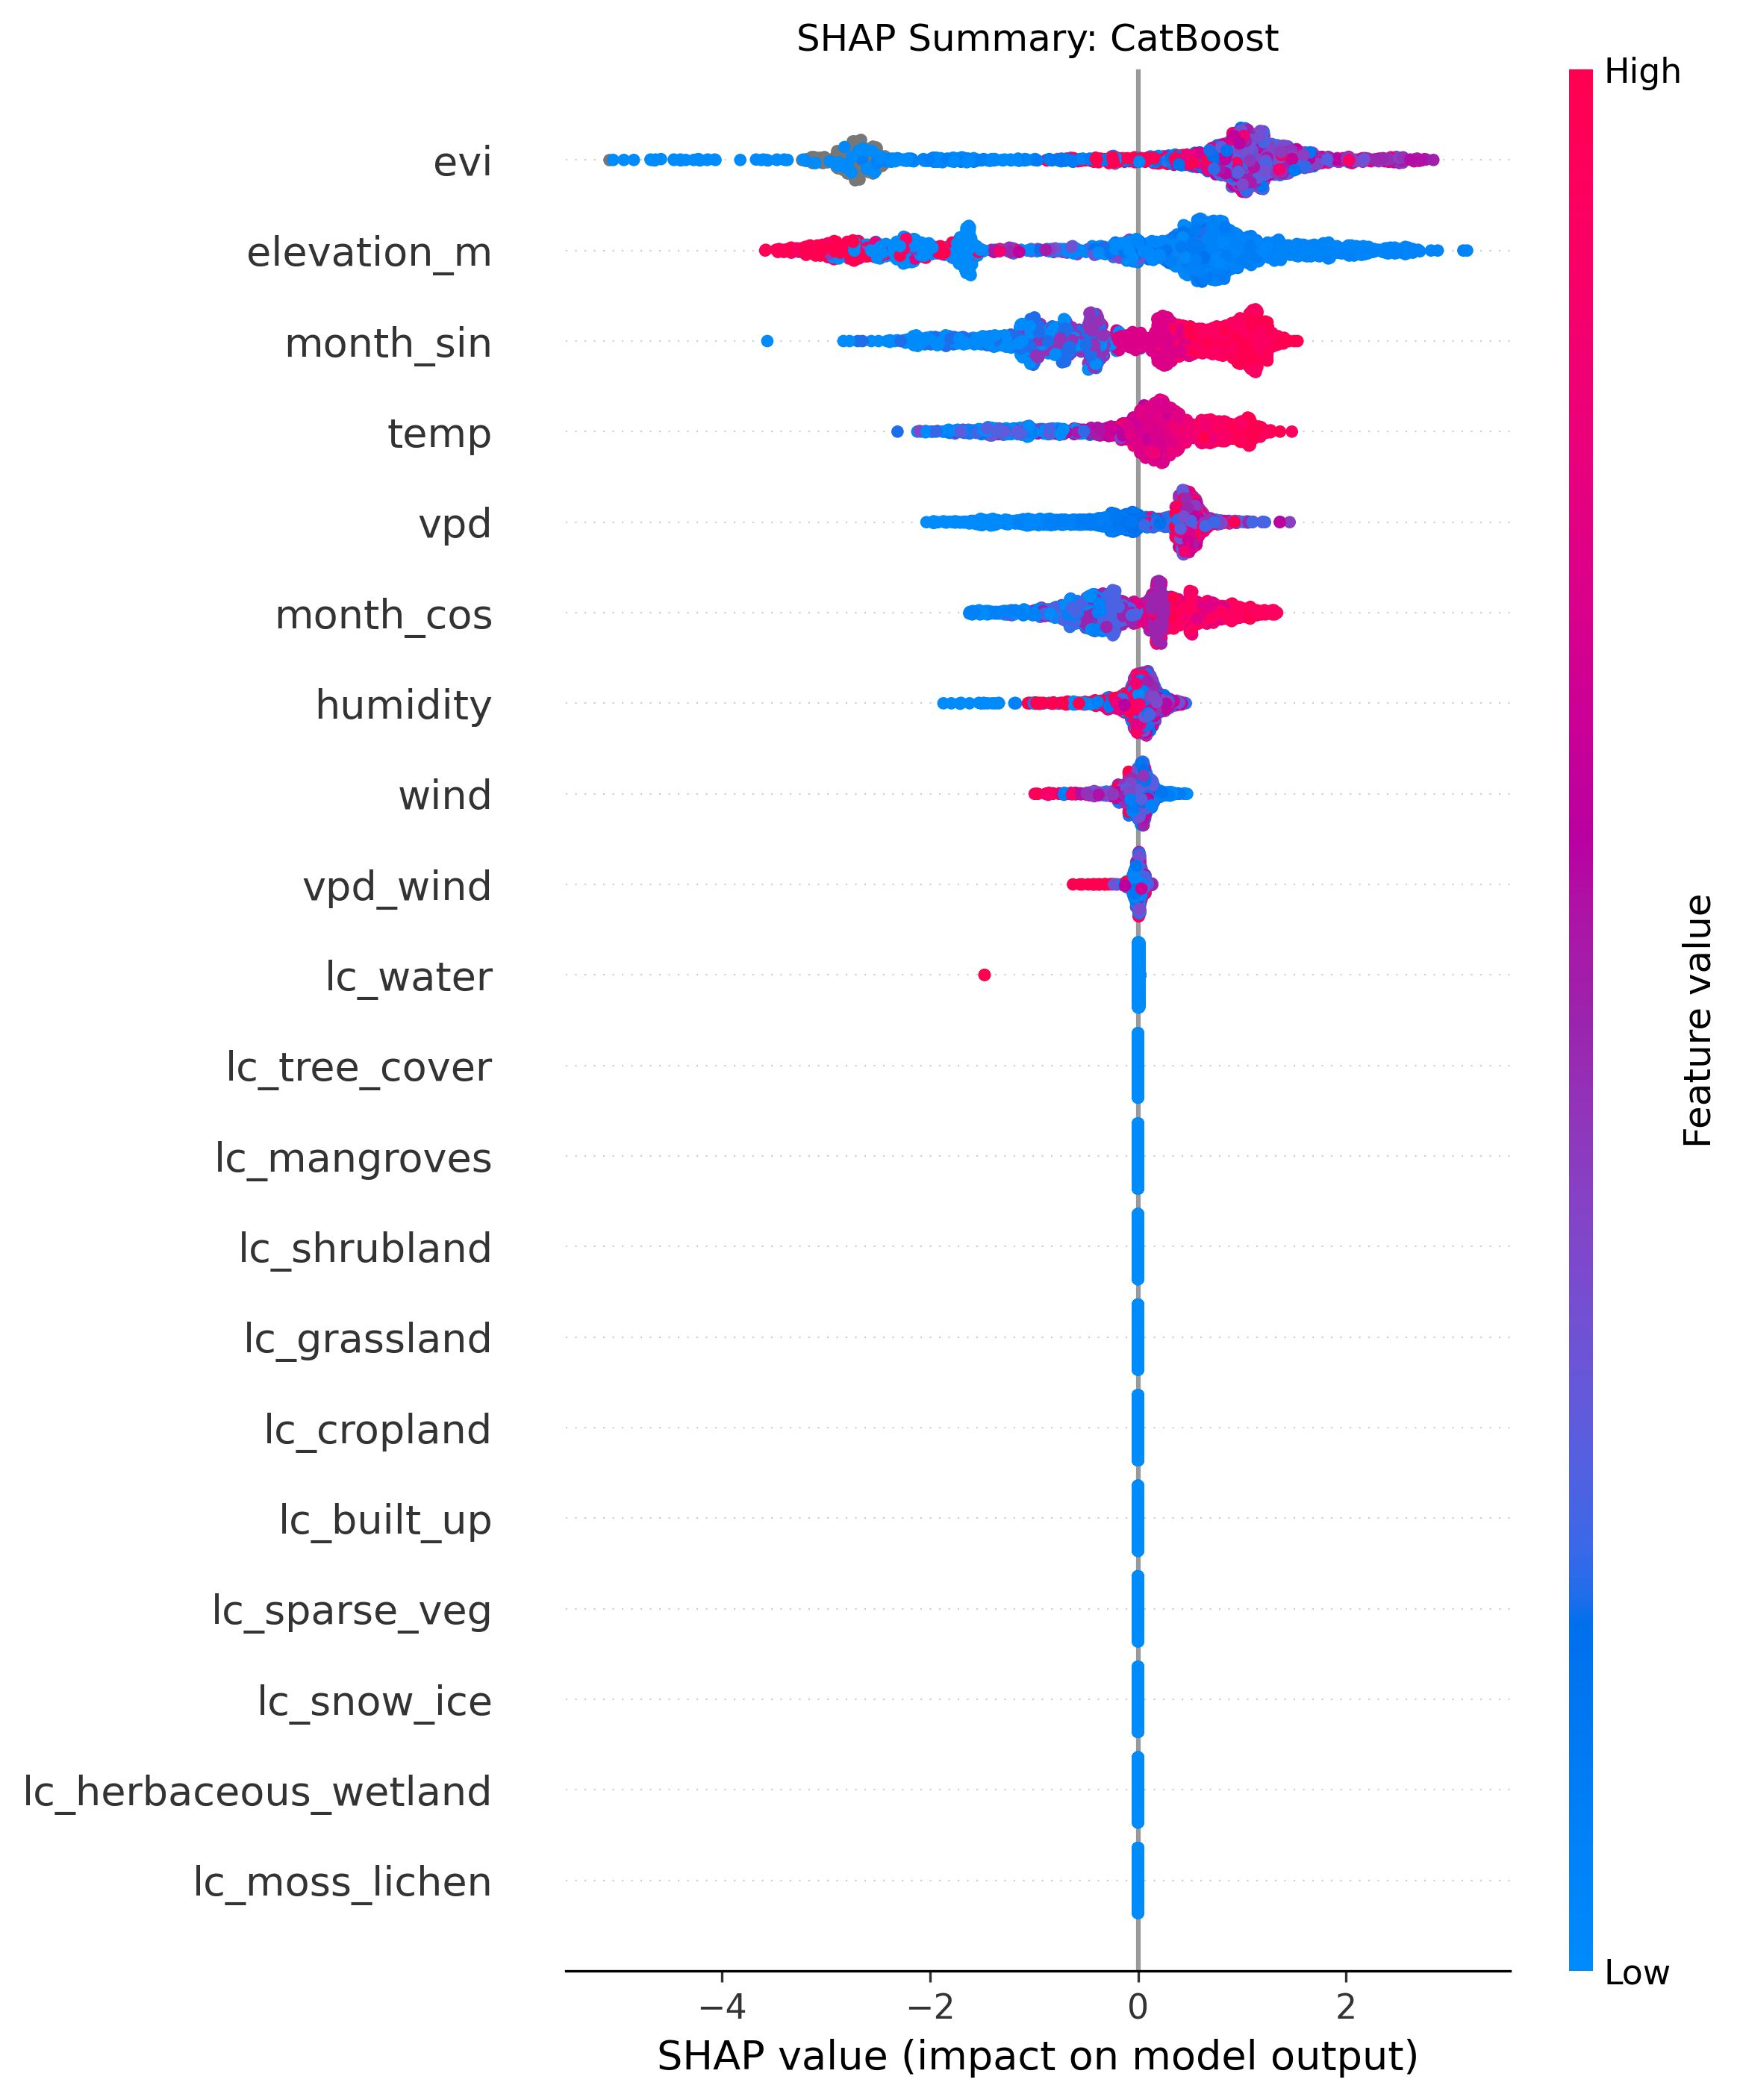 SHAP Summary: CatBoost
High
evi
elevation_m
month_sin
temp
vpd
month_cos
humidity
wind
vpd_wind
lc_water
lc_tree_cover
lc_mangroves
lc_shrubland
lc_grassland
lc_cropland
lc_built_up
lc_sparse_veg
lc_snow_ice
lc_herbaceous_wetland
lc_moss_lichen
Feature value
Low
−4 −2 0 2
SHAP value (impact on model output)